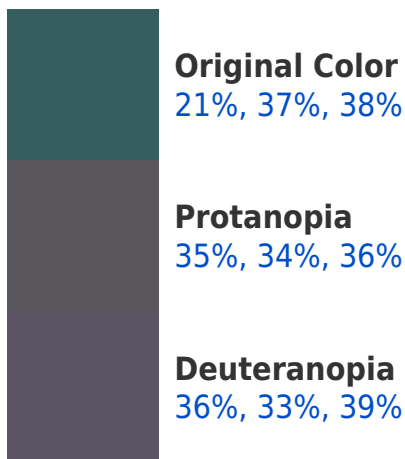 Original Color
21%, 37%, 38%
Protanopia
35%, 34%, 36%
Deuteranopia
36%, 33%, 39%